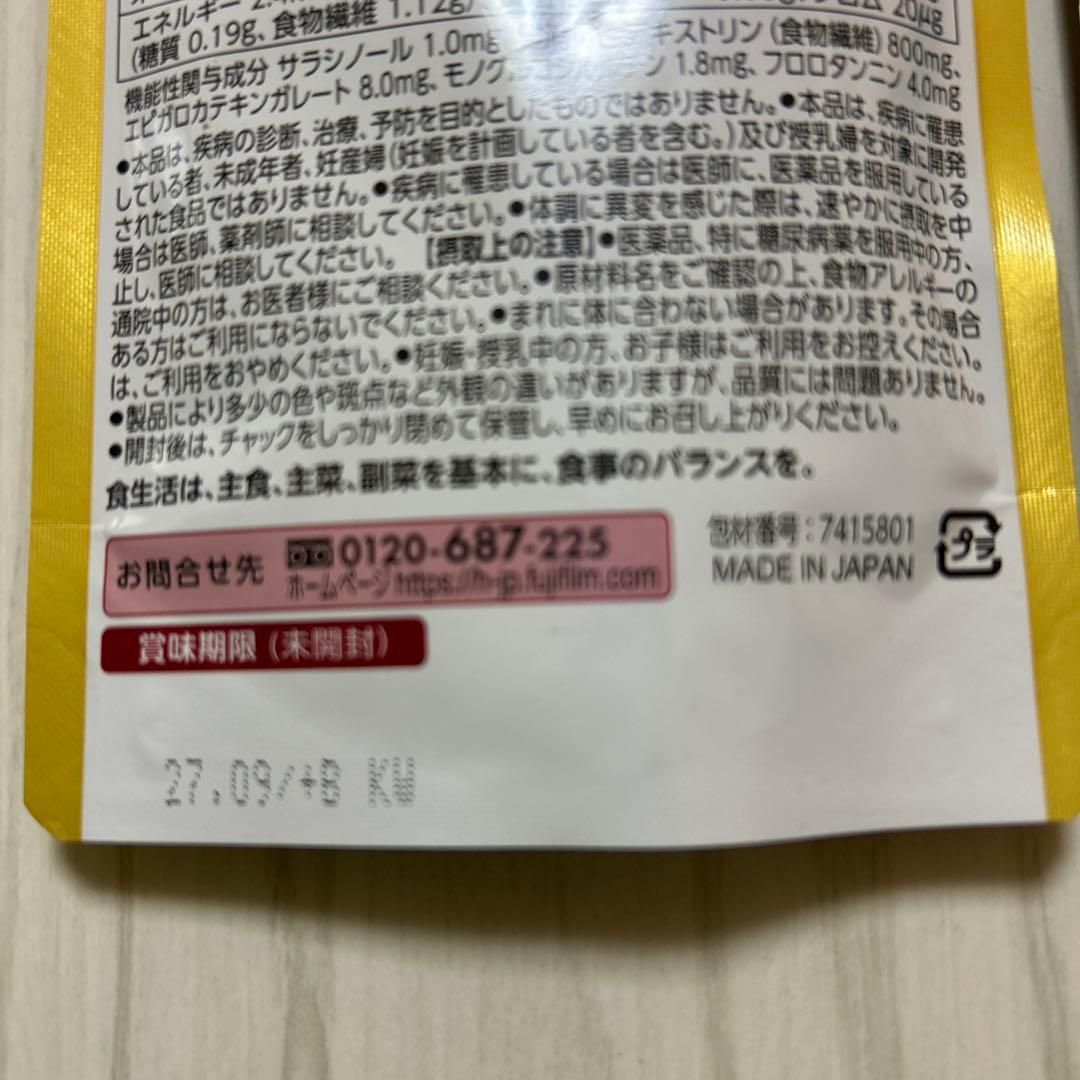 エネルギー 2.4
(糖質 0.19g、食物繊維 1.12g) 20μg
機能性関与成分 サラシノール 1.0mg キストリン(食物繊維)800mg、
エピガロカテキンガレート 8.0mg、モノグ 1.8mg、フロロタンニン 4.0mg
●本品は、疾病の診断、治療、予防を目的としたものではありません。●本品は、疾病に罹患
している者、未成年者、妊産婦(妊娠を計画している者を含む。)及び授乳婦を対象に開発
された食品ではありません。●疾病に罹患している場合は医師に、医薬品を服用している
場合は医師、薬剤師に相談してください。●体調に異変を感じた際は、速やかに摂取を中
止し、医師に相談してください。 【摂取上の注意】●医薬品、特に糖尿病薬を服用中の方、
通院中の方は、お医者様にご相談ください。●原材料名をご確認の上、食物アレルギーの
ある方はご利用にならないでください。●まれに体に合わない場合があります。その場合
は、ご利用をおやめください。●妊娠・授乳中の方、お子様はご利用をお控えください。
●製品により多少の色や斑点など外観の違いがありますが、品質には問題ありません。
●開封後は、チャックをしっかり閉めて保管し、早めにお召し上がりください。
食生活は、主食、主菜、副菜を基本に、食事のバランスを。
お問合せ先 0120-687-225
ホームページ https://h-jp.fujifilm.com
包材番号:7415801
MADE IN JAPAN
プラ
賞味期限(未開封)